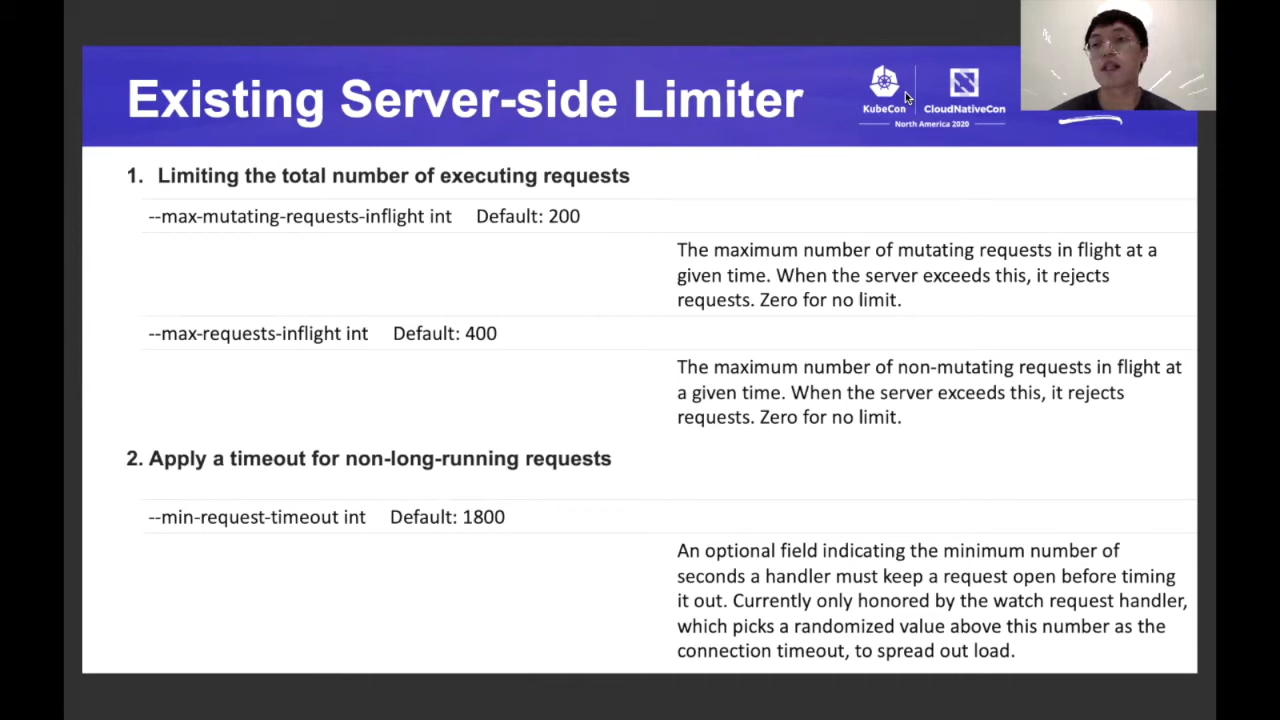 Existing Server-side Limiter
KubeCon
CloudNativeCon
North America 2020
1. Limiting the total number of executing requests
--max-mutating-requests-inflight int Default: 200
The maximum number of mutating requests in flight at a
given time. When the server exceeds this, it rejects
requests. Zero for no limit.
--max-requests-inflight int Default: 400
The maximum number of non-mutating requests in flight at
a given time. When the server exceeds this, it rejects
requests. Zero for no limit.
2. Apply a timeout for non-long-running requests
--min-request-timeout int Default: 1800
An optional field indicating the minimum number of
seconds a handler must keep a request open before timing
it out. Currently only honored by the watch request handler,
which picks a randomized value above this number as the
connection timeout, to spread out load.